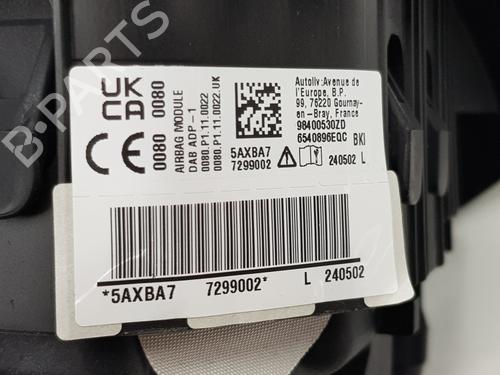 B-PARTS
UK
CA
0080
0080
CE
0080
0080
AIRBAG MODULE
DAB ADP-1
0080.P1.11.0022
0080.P1.11.0022.UK
5AXBA7
7299002
Autoliv:Avenue de
l'Europe, B.P.
99, 76220 Gournay-
en-Bray, France
98400530ZD
6540896EQC BKI
240502 L
*5AXBA7 7299002* L 240502